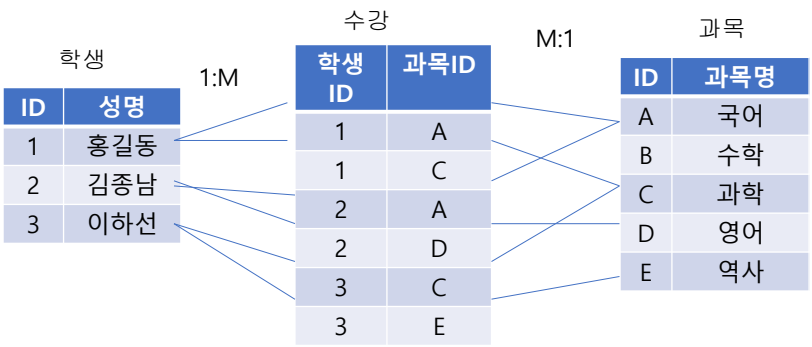 학생
1:M
ID 성명
1 홍길동
2 김종남
3 이하선
수강
학생
ID 과목ID
1 A
1 C
2 A
2 D
3 C
3 E
M:1
과목
ID 과목명
A 국어
B 수학
C 과학
D 영어
E 역사